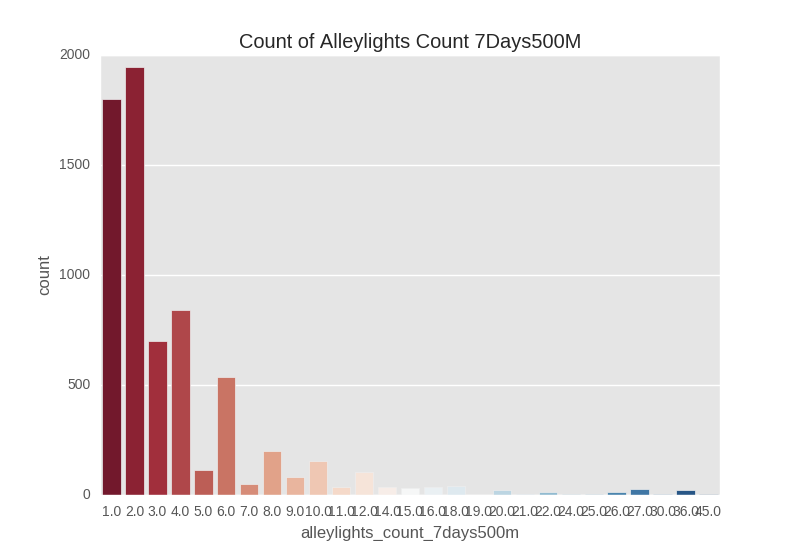 Count of Alleylights Count 7Days500M
2000
1500
1000
500
0
count
1.0 2.0 3.0 4.0 5.0 6.0 7.0 8.0 9.0 10.0 11.0 12.0 14.0 15.0 16.0 18.0 19.0 20.0 21.0 22.0 24.0 25.0 26.0 27.0 30.0 36.0 45.0
alleylights_count_7days500m